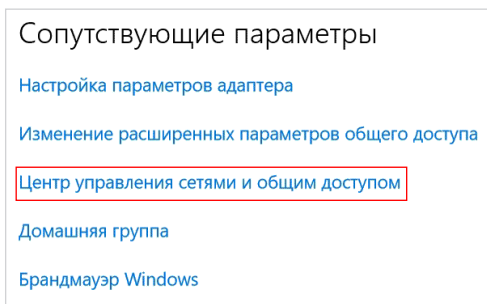 Сопутствующие параметры
Настройка параметров адаптера
Изменение расширенных параметров общего доступа
Центр управления сетями и общим доступом
Домашняя группа
Брандмауэр Windows